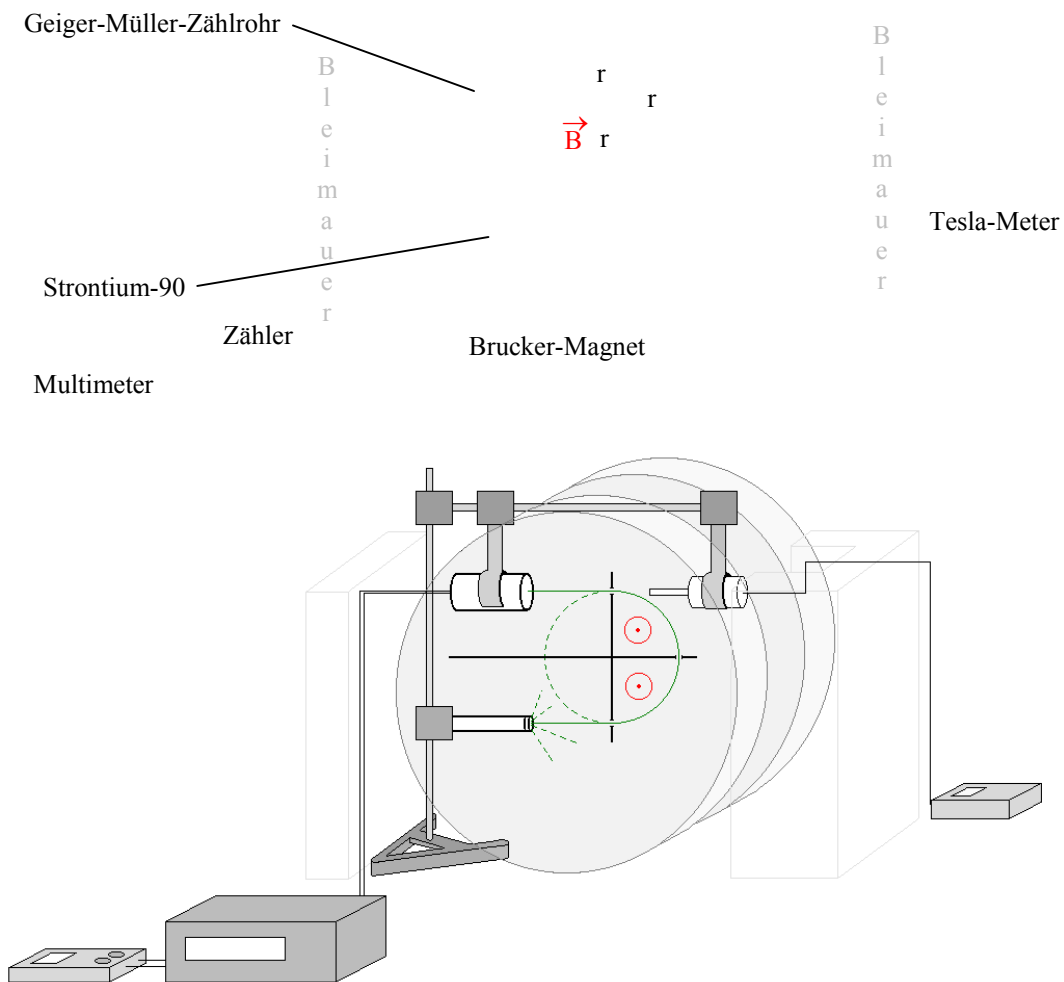 Geiger-Müller-Zählrohr
Bleimauer
r
r
B r
Bleimauer
Tesla-Meter
Strontium-90
Zähler
Brucker-Magnet
Multimeter